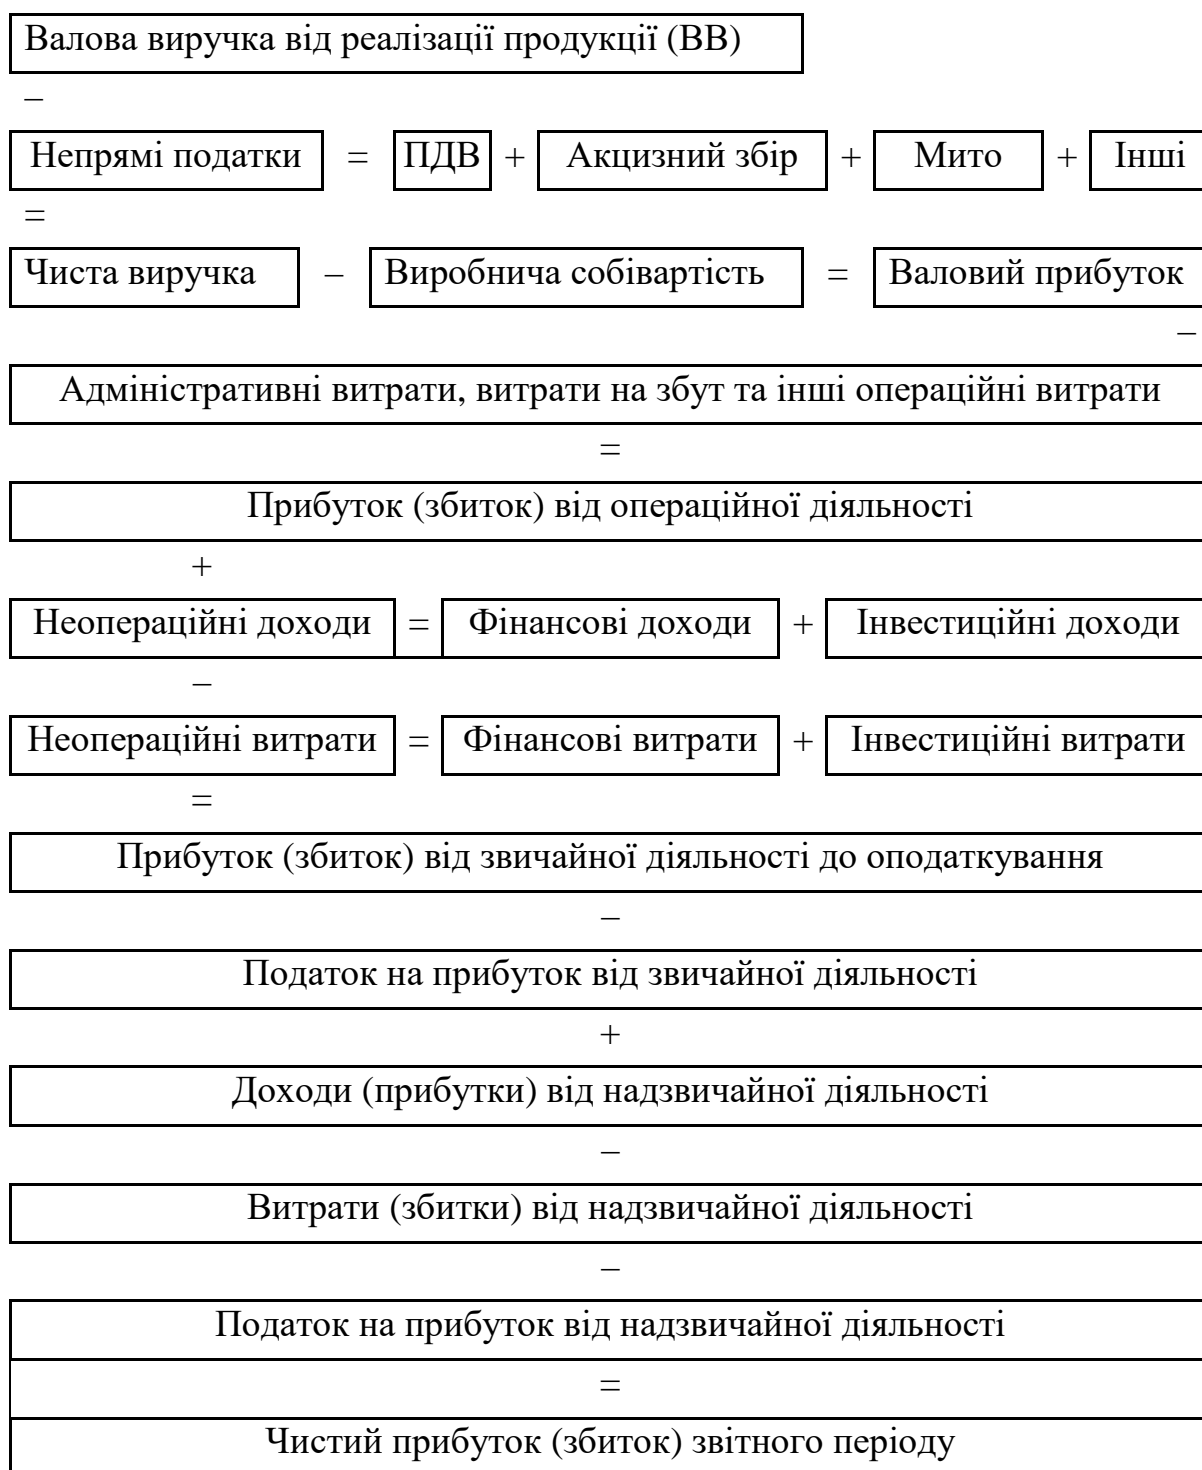 Валова виручка від реалізації продукції (ВВ)
–
Непрямі податки = ПДВ + Акцизний збір + Мито + Інші
=
Чиста виручка – Виробнича собівартість = Валовий прибуток
–
Адміністративні витрати, витрати на збут та інші операційні витрати
=
Прибуток (збиток) від операційної діяльності
+
Неопераційні доходи = Фінансові доходи + Інвестиційні доходи
–
Неопераційні витрати = Фінансові витрати + Інвестиційні витрати
=
Прибуток (збиток) від звичайної діяльності до оподаткування
–
Податок на прибуток від звичайної діяльності
+
Доходи (прибутки) від надзвичайної діяльності
–
Витрати (збитки) від надзвичайної діяльності
–
Податок на прибуток від надзвичайної діяльності
=
Чистий прибуток (збиток) звітного періоду